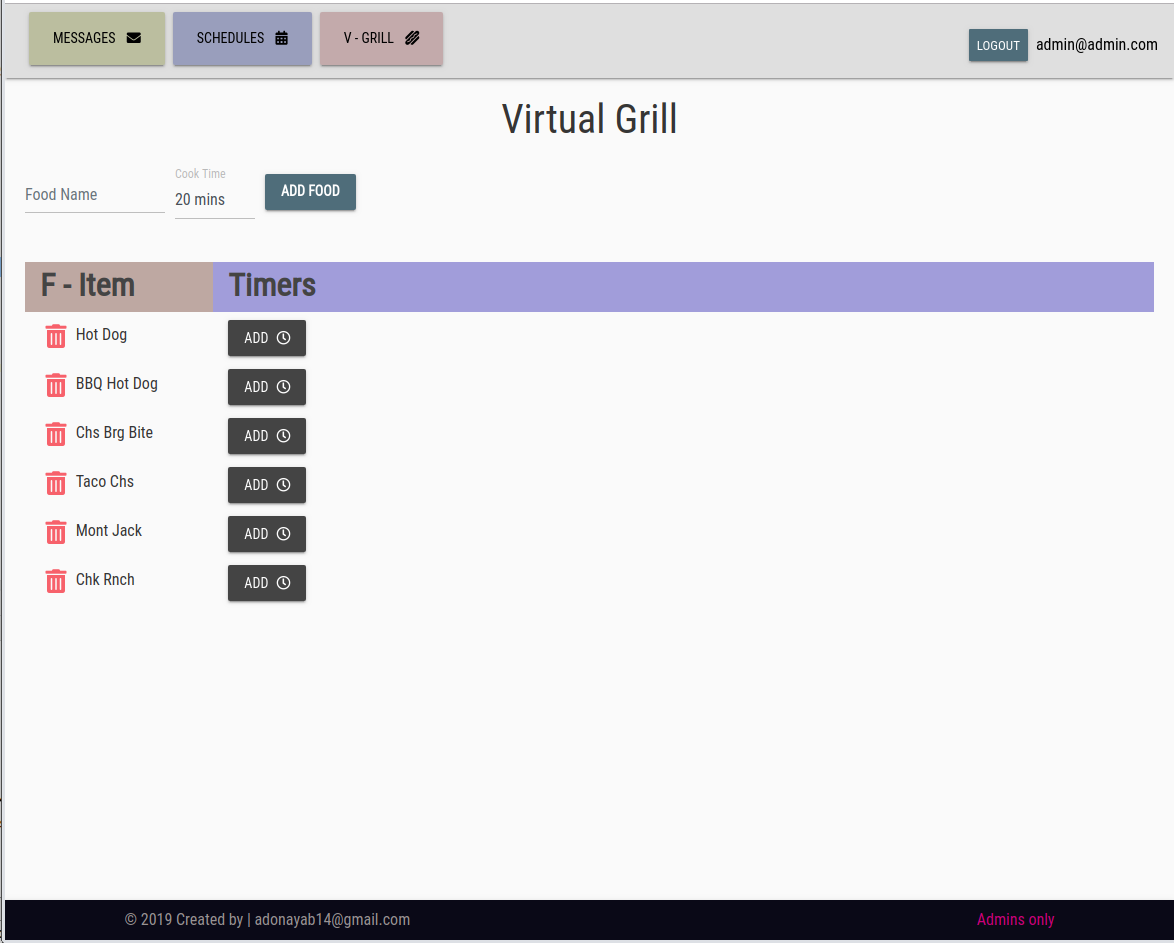 MESSAGES SCHEDULES V - GRILL LOGOUT admin@admin.com
Virtual Grill
Cook Time
Food Name 20 mins ADD FOOD
F - Item Timers
Hot Dog ADD
BBQ Hot Dog ADD
Chs Brg Bite ADD
Taco Chs ADD
Mont Jack ADD
Chk Rnch ADD
© 2019 Created by | adonayab14@gmail.com Admins only